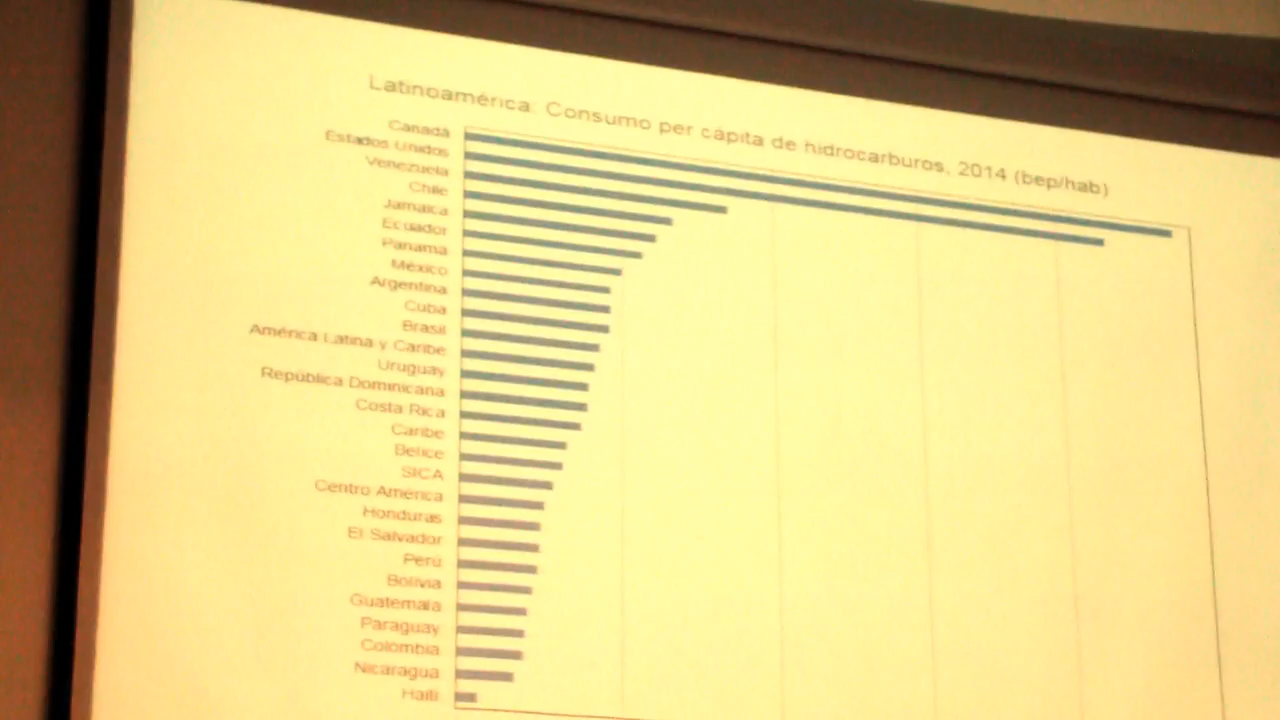 Latinoamérica: Consumo per cápita de hidrocarburos, 2014 (bep/hab)
Canadá
Estados Unidos
Venezuela
Chile
Jamaica
Ecuador
Panama
México
Argentina
Cuba
Brasil
América Latina y Caribe
Uruguay
República Dominicana
Costa Rica
Caribe
Belice
SICA
Centro América
Honduras
El Salvador
Perú
Bolivia
Guatemala
Paraguay
Colombia
Nicaragua
Haití